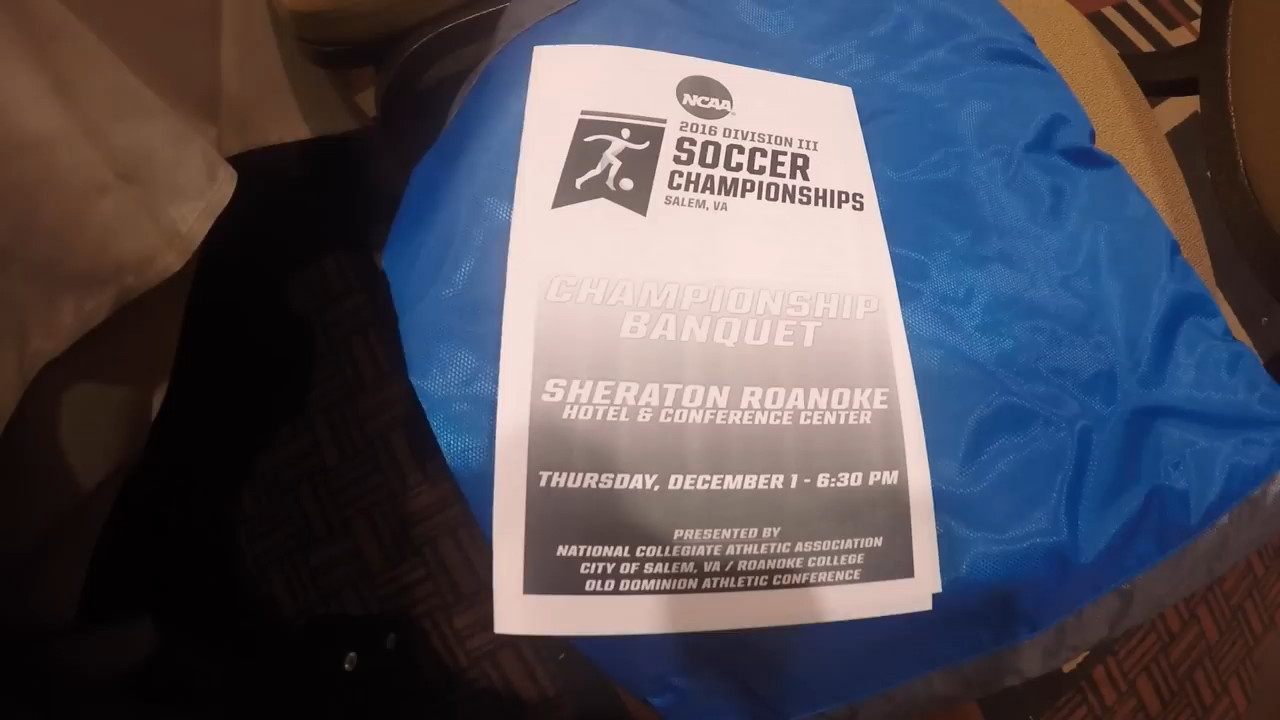 NCAA
2016 DIVISION III
SOCCER
CHAMPIONSHIPS
SALEM, VA
CHAMPIONSHIP
BANQUET
SHERATON ROANOKE
HOTEL & CONFERENCE CENTER
THURSDAY, DECEMBER 1 - 6:30 PM
PRESENTED BY
NATIONAL COLLEGIATE ATHLETIC ASSOCIATION
CITY OF SALEM, VA / ROANOKE COLLEGE
OLD DOMINION ATHLETIC CONFERENCE